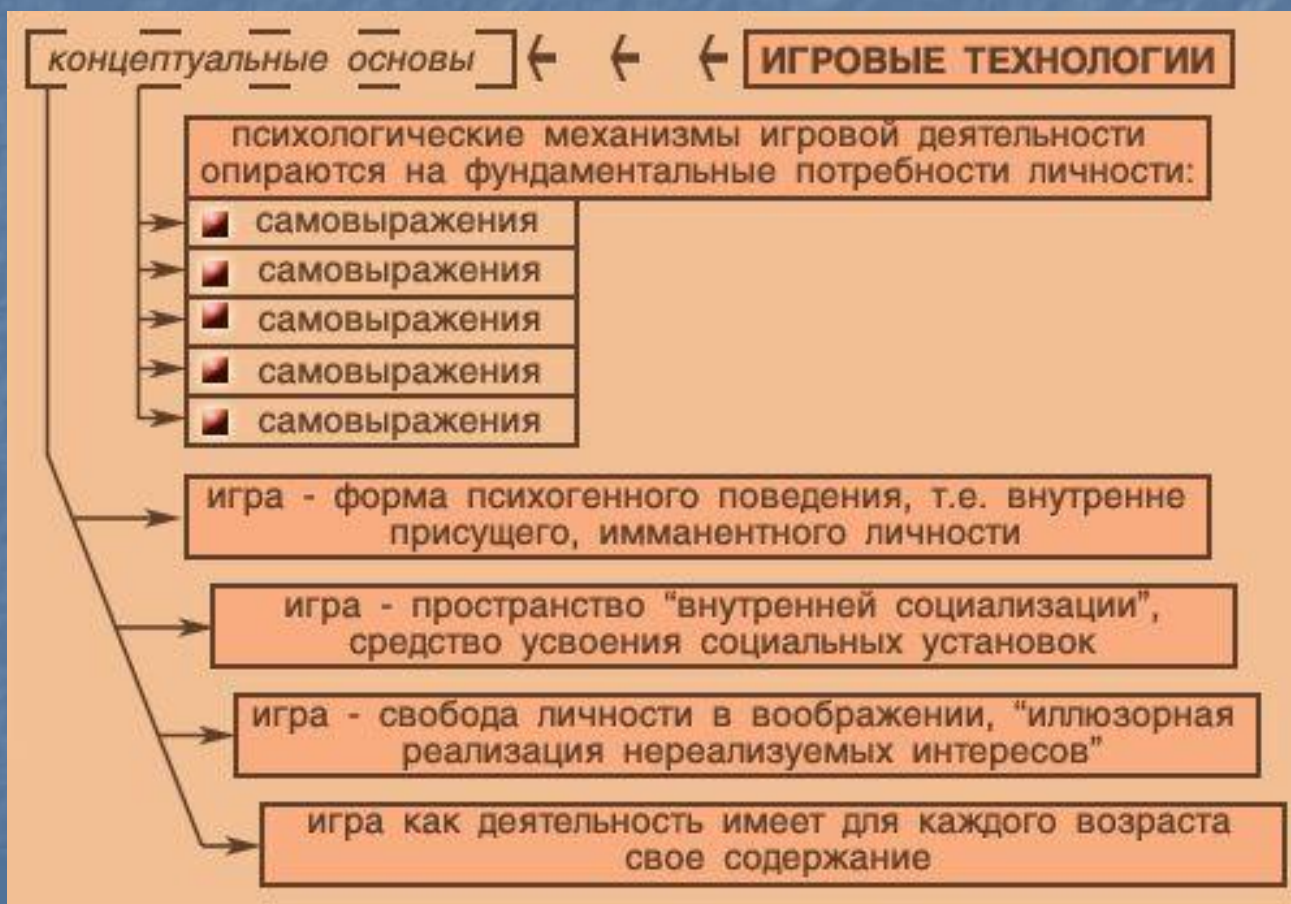 концептуальные основы
ИГРОВЫЕ ТЕХНОЛОГИИ
психологические механизмы игровой деятельности
опираются на фундаментальные потребности личности:
самовыражения
самовыражения
самовыражения
самовыражения
самовыражения
игра - форма психогенного поведения, т.е. внутренне
присущего, имманентного личности
игра - пространство “внутренней социализации”,
средство усвоения социальных установок
игра - свобода личности в воображении, “иллюзорная
реализация нереализуемых интересов”
игра как деятельность имеет для каждого возраста
свое содержание